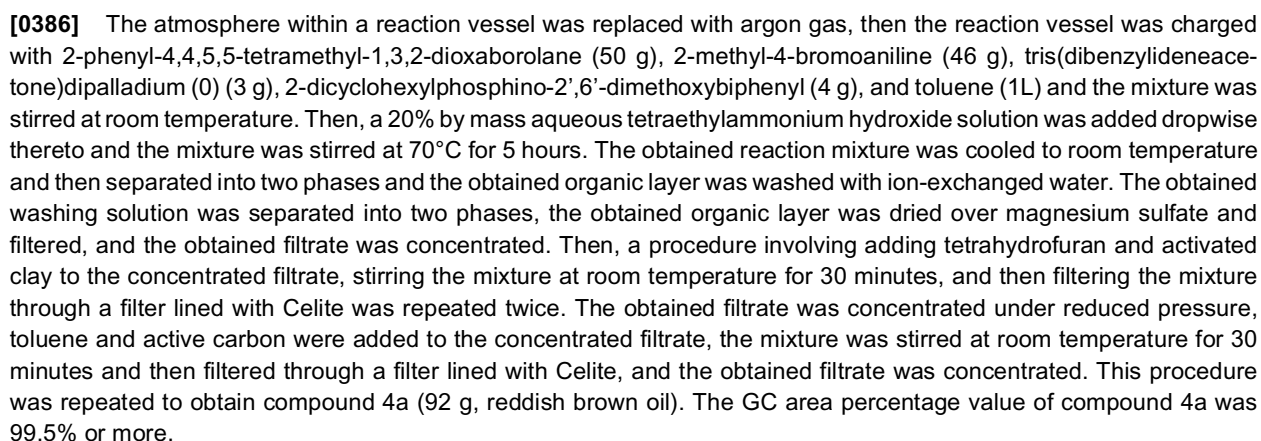 [0386] The atmosphere within a reaction vessel was replaced with argon gas, then the reaction vessel was charged
with 2-phenyl-4,4,5,5-tetramethyl-1,3,2-dioxaborolane (50 g), 2-methyl-4-bromoaniline (46 g), tris(dibenzylideneace-
tone)dipalladium (0) (3 g), 2-dicyclohexylphosphino-2’,6’-dimethoxybiphenyl (4 g), and toluene (1L) and the mixture was
stirred at room temperature. Then, a 20% by mass aqueous tetraethylammonium hydroxide solution was added dropwise
thereto and the mixture was stirred at 70°C for 5 hours. The obtained reaction mixture was cooled to room temperature
and then separated into two phases and the obtained organic layer was washed with ion-exchanged water. The obtained
washing solution was separated into two phases, the obtained organic layer was dried over magnesium sulfate and
filtered, and the obtained filtrate was concentrated. Then, a procedure involving adding tetrahydrofuran and activated
clay to the concentrated filtrate, stirring the mixture at room temperature for 30 minutes, and then filtering the mixture
through a filter lined with Celite was repeated twice. The obtained filtrate was concentrated under reduced pressure,
toluene and active carbon were added to the concentrated filtrate, the mixture was stirred at room temperature for 30
minutes and then filtered through a filter lined with Celite, and the obtained filtrate was concentrated. This procedure
was repeated to obtain compound 4a (92 g, reddish brown oil). The GC area percentage value of compound 4a was
99.5% or more.